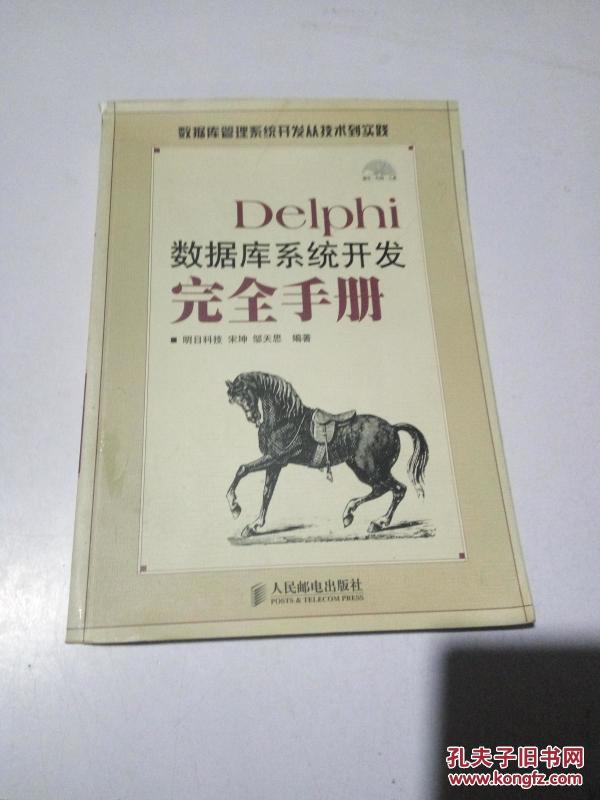 数据库管理系统开发从技术到实践
Delphi
数据库系统开发
完全手册
明日科技 宋坤 邹天思 编著
人民邮电出版社
POSTS & TELECOM PRESS
孔夫子旧书网
www.kongfz.com